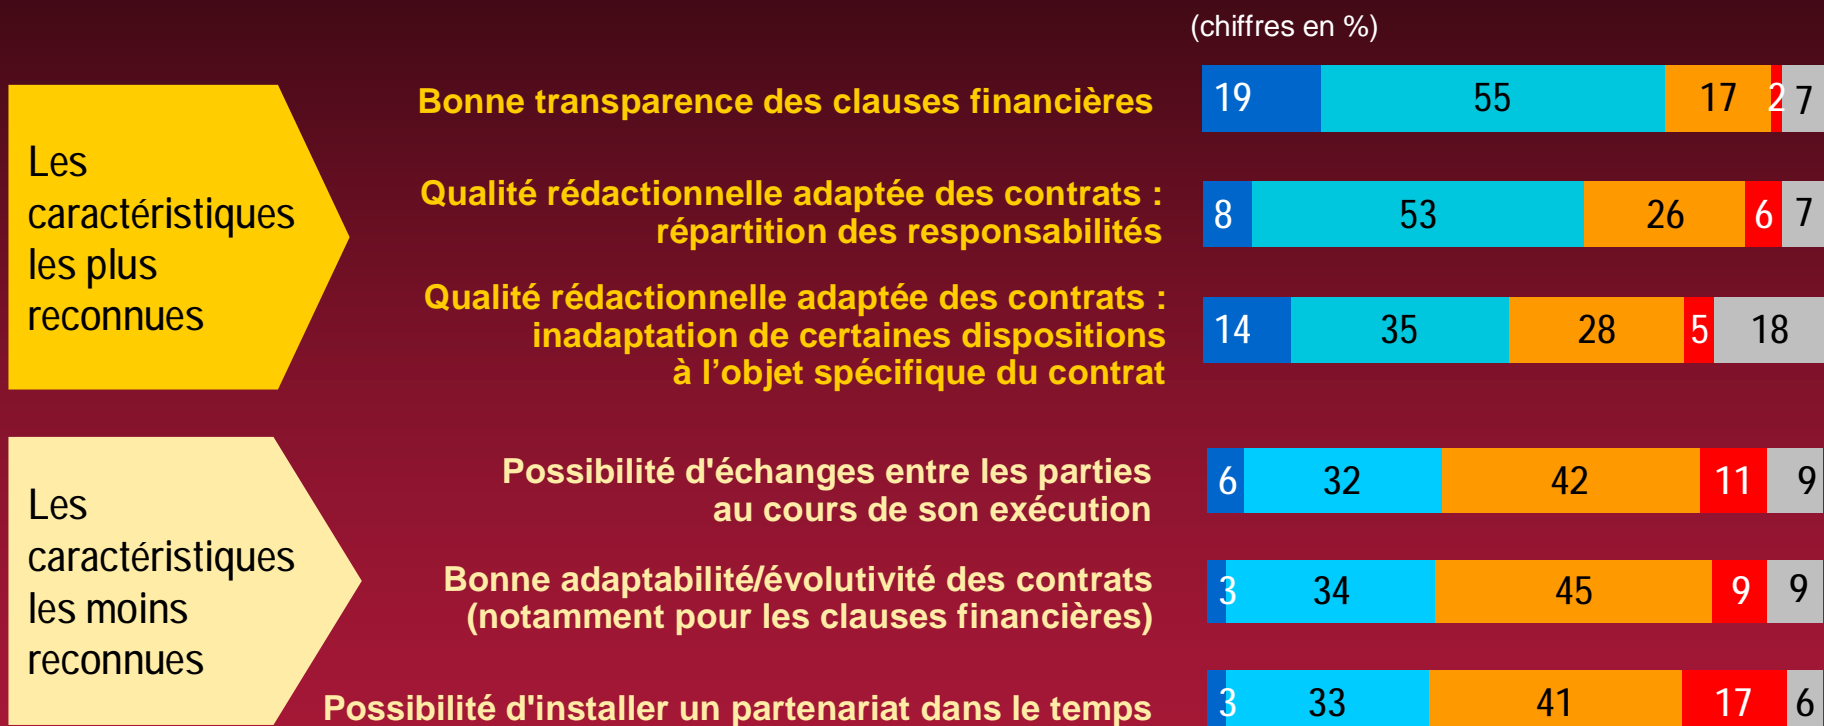 (chiffres en %)
Les
caractéristiques
les plus
reconnues
Bonne transparence des clauses financières
19 55 17 2 7
Qualité rédactionnelle adaptée des contrats :
répartition des responsabilités
8 53 26 6 7
Qualité rédactionnelle adaptée des contrats :
inadaptation de certaines dispositions
à l'objet spécifique du contrat
14 35 28 5 18
Les
caractéristiques
les moins
reconnues
Possibilité d'échanges entre les parties
au cours de son exécution
6 32 42 11 9
Bonne adaptabilité/évolutivité des contrats
(notamment pour les clauses financières)
3 34 45 9 9
Possibilité d'installer un partenariat dans le temps
3 33 41 17 6